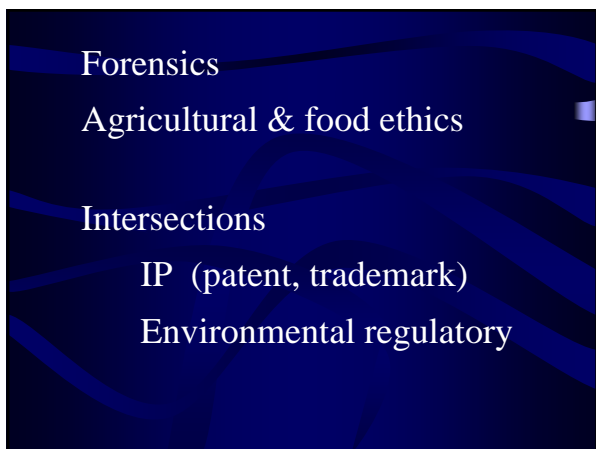 Forensics
Agricultural & food ethics
Intersections
IP (patent, trademark)
Environmental regulatory